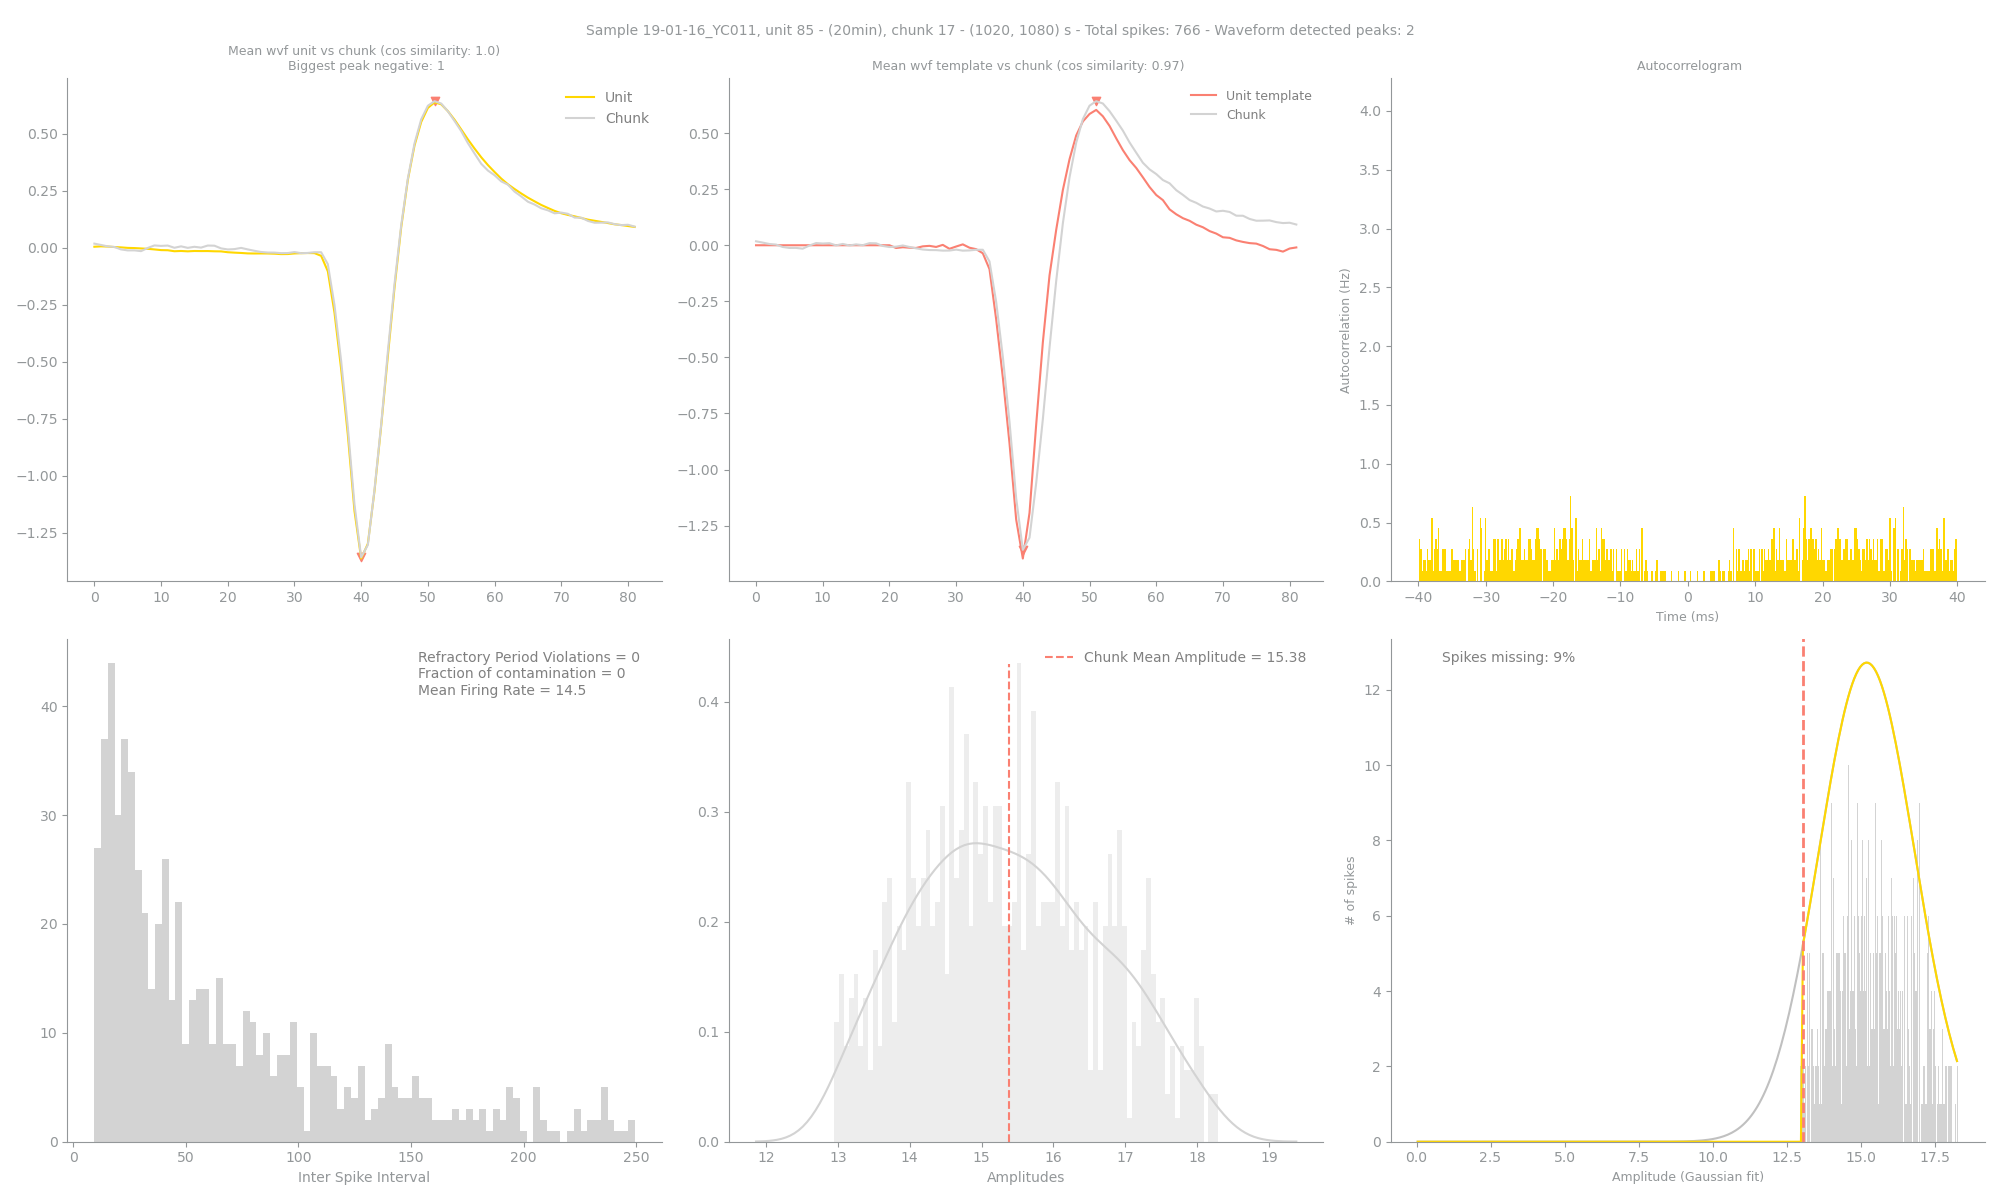 Sample 19-01-16_YC011, unit 85 - (20min), chunk 17 - (1020, 1080) s - Total spikes: 766 - Waveform detected peaks: 2
Mean wvf unit vs chunk (cos similarity: 1.0)
Biggest peak negative: 1
Unit
Chunk
0.50
0.25
0.00
−0.25
−0.50
−0.75
−1.00
−1.25
0 10 20 30 40 50 60 70 80
Mean wvf template vs chunk (cos similarity: 0.97)
Unit template
Chunk
0.50
0.25
0.00
−0.25
−0.50
−0.75
−1.00
−1.25
0 10 20 30 40 50 60 70 80
Autocorrelogram
Autocorrelation (Hz)
4.0
3.5
3.0
2.5
2.0
1.5
1.0
0.5
0.0
−40 −30 −20 −10 0 10 20 30 40
Time (ms)
Refractory Period Violations = 0
Fraction of contamination = 0
Mean Firing Rate = 14.5
40
30
20
10
0
0 50 100 150 200 250
Inter Spike Interval
Chunk Mean Amplitude = 15.38
0.4
0.3
0.2
0.1
0.0
12 13 14 15 16 17 18 19
Amplitudes
Spikes missing: 9%
# of spikes
12
10
8
6
4
2
0
0.0 2.5 5.0 7.5 10.0 12.5 15.0 17.5
Amplitude (Gaussian fit)